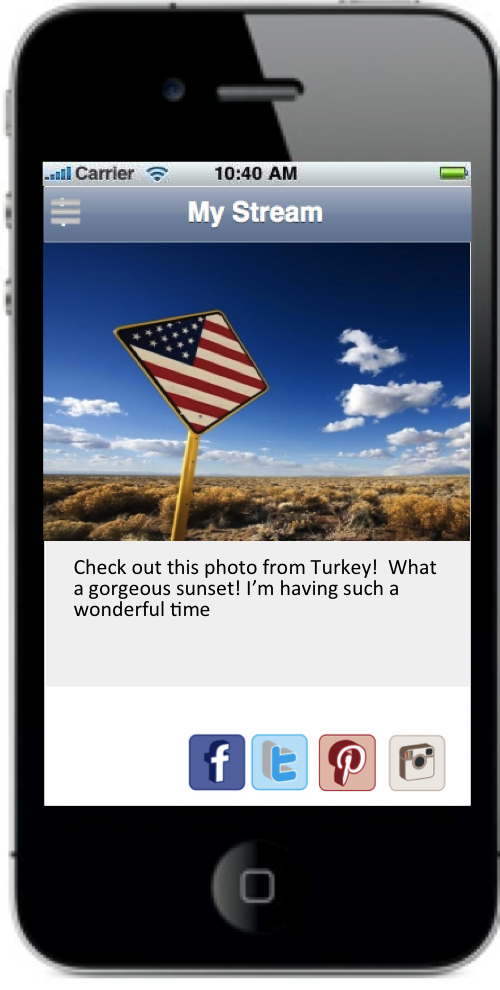 Carrier 10:40 AM
My Stream
Check out this photo from Turkey!  What
a gorgeous sunset! I'm having such a
wonderful time